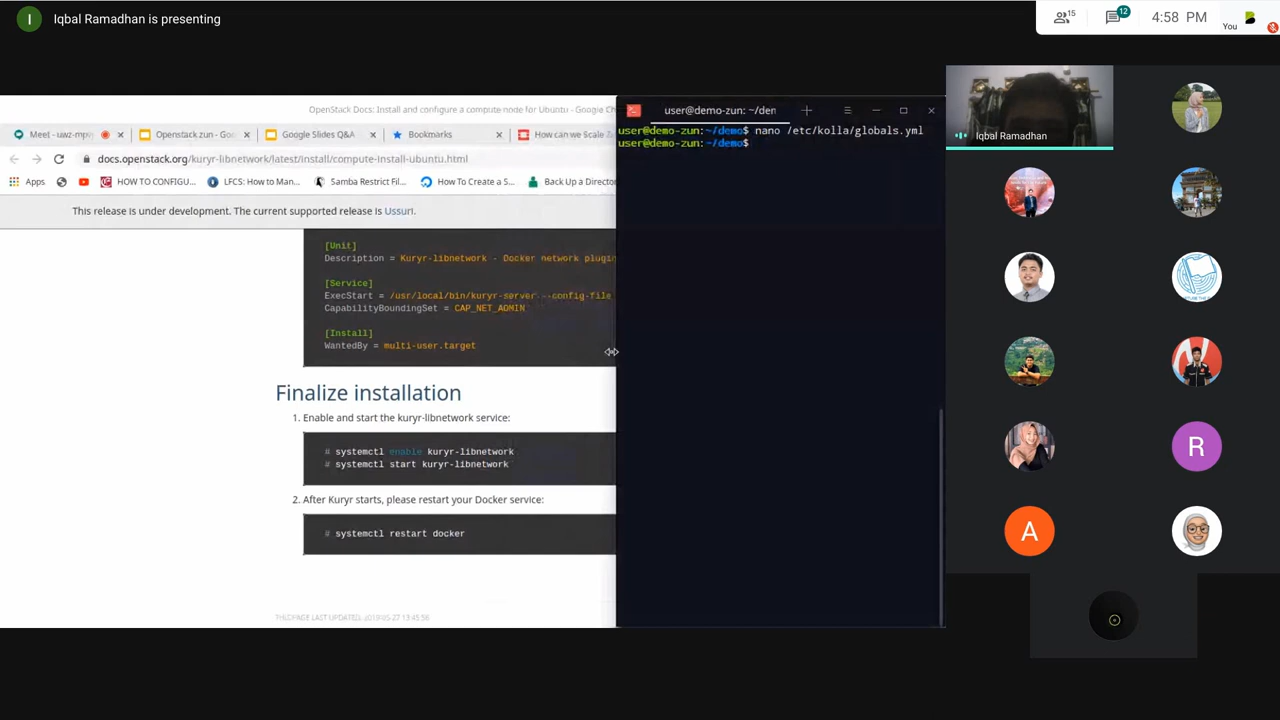 I Iqbal Ramadhan is presenting
15
12
4:58 PM
You
OpenStack Docs: Install and configure a compute node for Ubuntu - Google Ch
Meet - uwz-mpv
Openstack zun - Goog
Google Slides Q&A
Bookmarks
How can we Scale
docs.openstack.org/kuryr-libnetwork/latest/install/compute-install-ubuntu.html
Apps
HOW TO CONFIGU...
LFCS: How to Man...
Samba Restrict Fil...
How To Create a S...
Back Up a Director
This release is under development. The current supported release is Ussuri.
[Unit]
Description = Kuryr-libnetwork - Docker network plugin
[Service]
ExecStart = /usr/local/bin/kuryr-server --config-file
CapabilityBoundingSet = CAP_NET_ADMIN
[Install]
WantedBy = multi-user.target
Finalize installation
1. Enable and start the kuryr-libnetwork service:
# systemctl enable kuryr-libnetwork
# systemctl start kuryr-libnetwork
2. After Kuryr starts, please restart your Docker service:
# systemctl restart docker
PAGE LAST UPDATED:
user@demo-zun: ~/dem
user@demo-zun:~/demo$ nano /etc/kolla/globals.yml
user@demo-zun:~/demo$
Iqbal Ramadhan
R
A